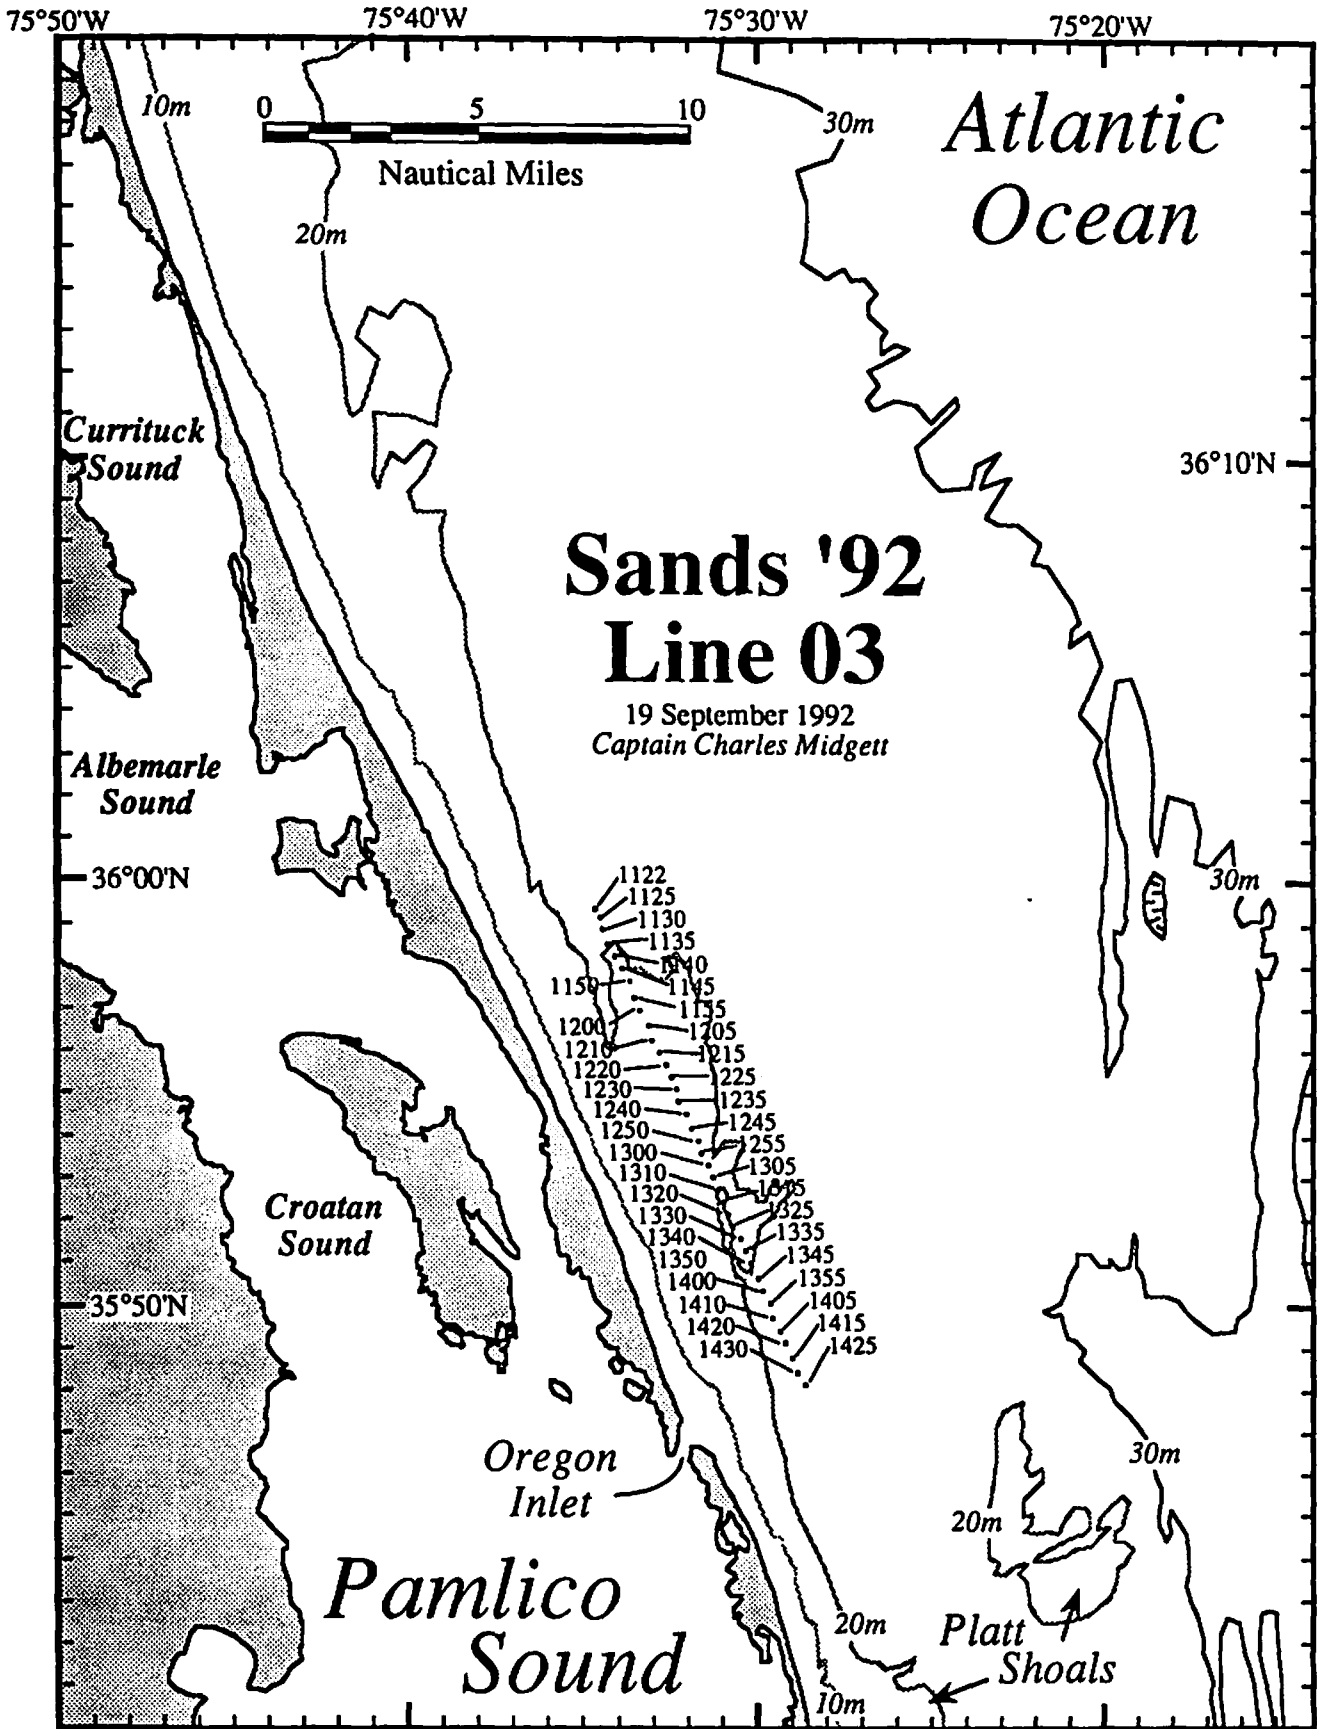 75°50'W 75°40'W 75°30'W 75°20'W
10m
0 5 10
Nautical Miles
30m
Atlantic
Ocean
20m
Currituck
Sound
36°10'N
Sands '92
Line 03
19 September 1992
Captain Charles Midgett
Albemarle
Sound
36°00'N
30m
1122
1125
1130
1135
1140
1150 1145
1155
1200 1205
1210 1215
1220 1225
1230 1235
1240 1245
1250 1255
1300 1305
1310
1320 1325
1330 1335
1340 1345
1350 1355
1400 1405
1410 1415
1420 1425
1430
Croatan
Sound
35°50'N
Oregon
Inlet
30m
20m
Pamlico
Sound
20m
Platt
Shoals
10m